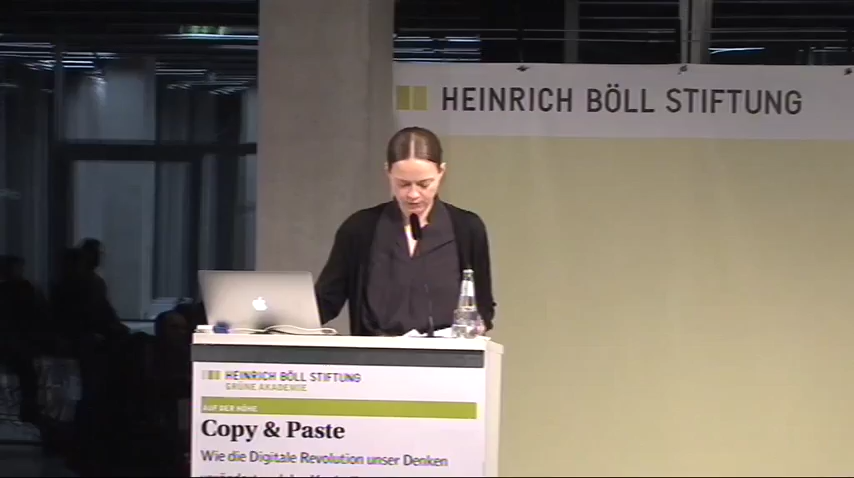 HEINRICH BÖLL STIFTUNG
HEINRICH BÖLL STIFTUNG
GRÜNE AKADEMIE
AUF DER HÖHE
Copy & Paste
Wie die Digitale Revolution unser Denken